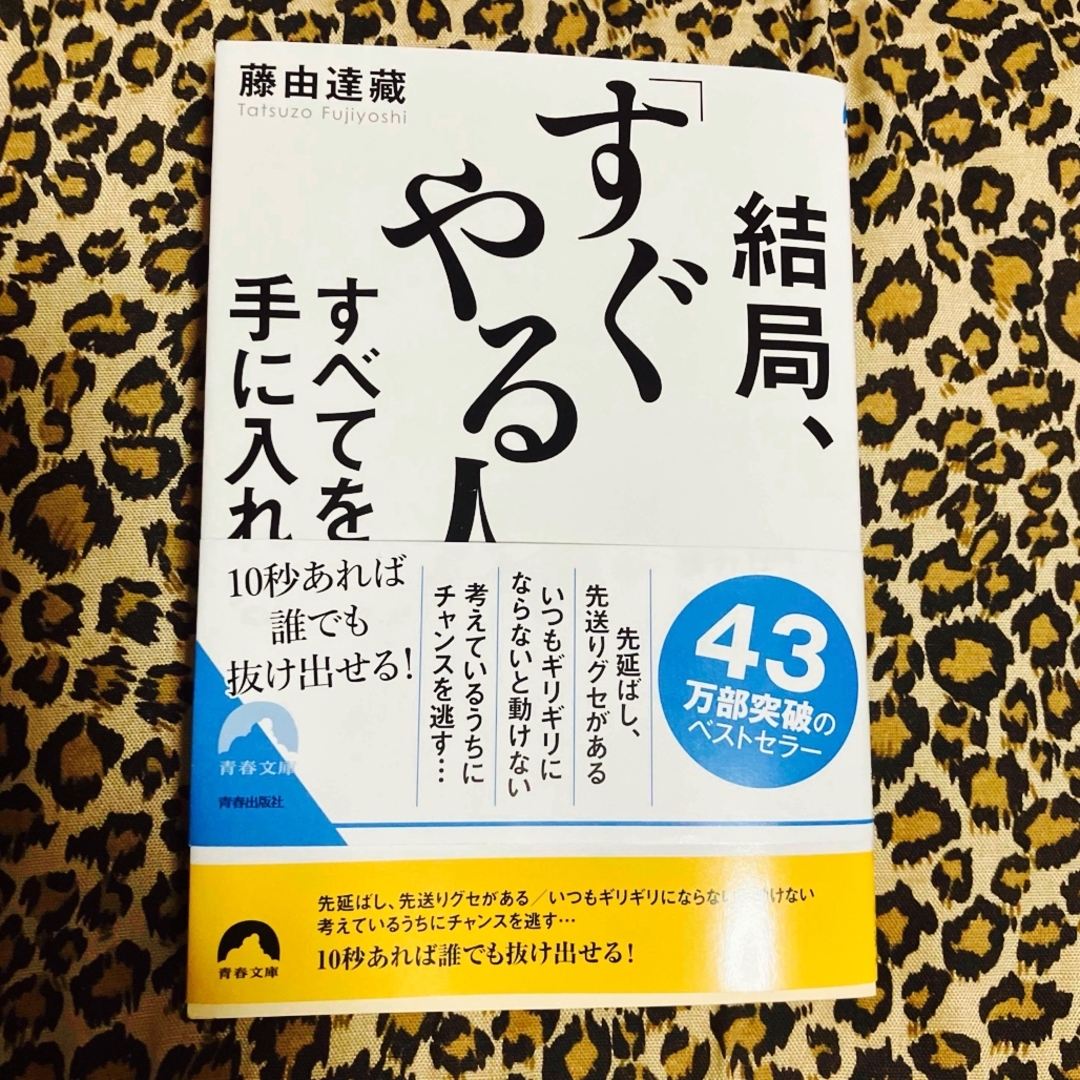 藤由達藏
Tatsuzo Fujiyoshi
結局、
「すぐ
やる人
すべてを
手に入れ
43
万部突破の
ベストセラー
先延ばし、
先送りグセがある
いつもギリギリに
ならないと動けない
考えているうちに
チャンスを逃す…
10秒あれば
誰でも
抜け出せる!
青春文庫
青春出版社
先延ばし、先送りグセがある/いつもギリギリにならない 動けない
考えているうちにチャンスを逃す…
10秒あれば誰でも抜け出せる!
青春文庫